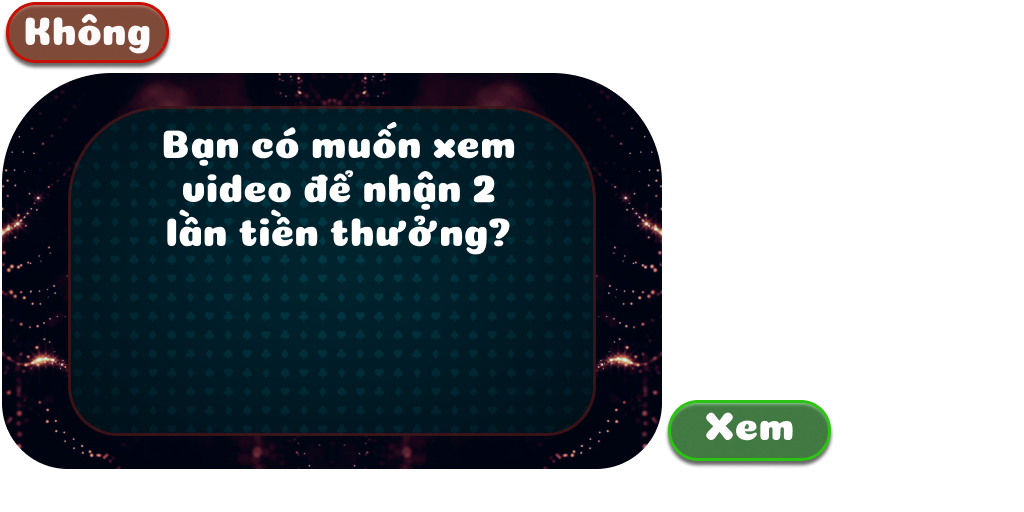 Không
Bạn có muốn xem
video để nhận 2
lần tiền thưởng?
Xem